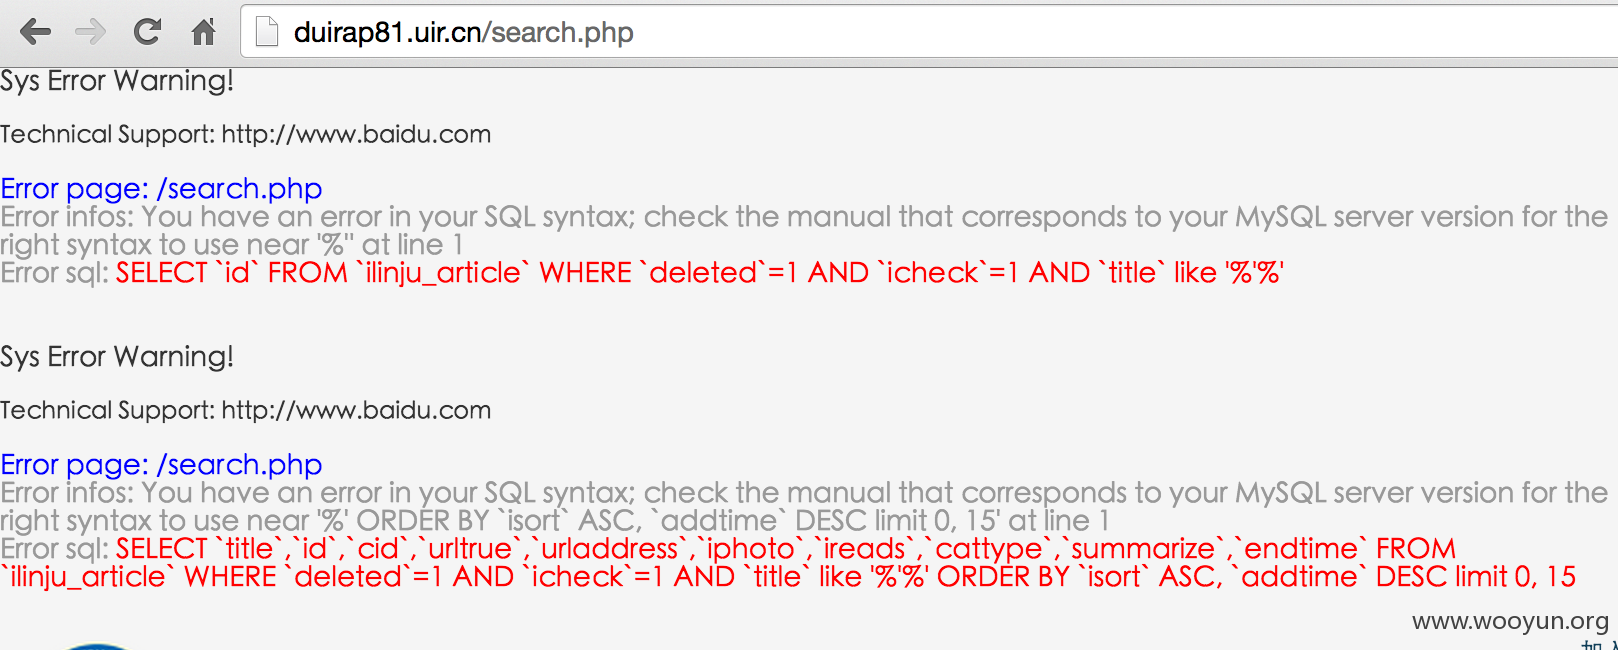 duirap81.uir.cn/search.php
Sys Error Warning!
Technical Support: http://www.baidu.com
Error page: /search.php
Error infos: You have an error in your SQL syntax; check the manual that corresponds to your MySQL server version for the
right syntax to use near '%'' at line 1
Error sql: SELECT `id` FROM `ilinju_article` WHERE `deleted`=1 AND `icheck`=1 AND `title` like '%'%'
Sys Error Warning!
Technical Support: http://www.baidu.com
Error page: /search.php
Error infos: You have an error in your SQL syntax; check the manual that corresponds to your MySQL server version for the
right syntax to use near '%' ORDER BY `isort` ASC, `addtime` DESC limit 0, 15' at line 1
Error sql: SELECT `title`,`id`,`cid`,`urltrue`,`urladdress`,`iphoto`,`ireads`,`cattype`,`summarize`,`endtime` FROM
`ilinju_article` WHERE `deleted`=1 AND `icheck`=1 AND `title` like '%'%' ORDER BY `isort` ASC, `addtime` DESC limit 0, 15
www.wooyun.org